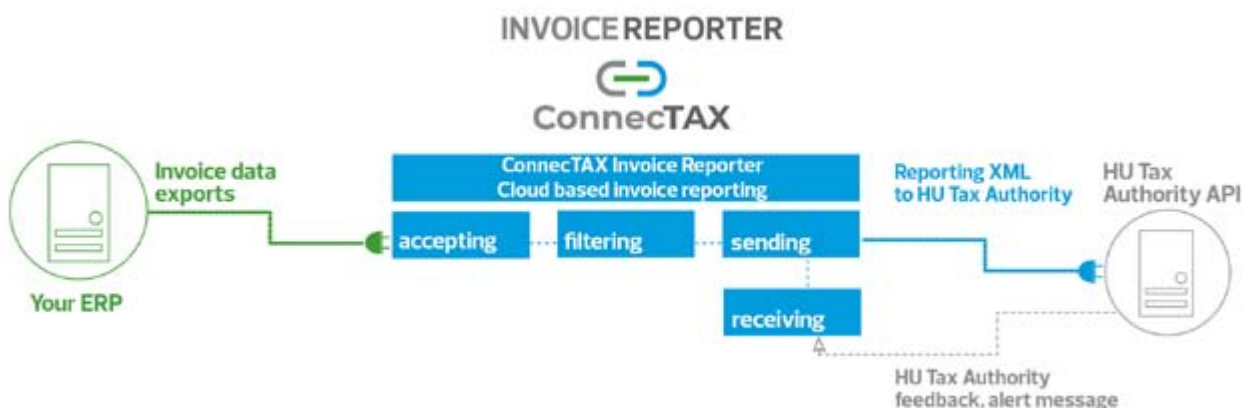 INVOICE REPORTER
ConnecTAX
ConnecTAX Invoice Reporter
Cloud based invoice reporting
Invoice data
exports
Reporting XML
to HU Tax Authority
HU Tax
Authority API
accepting
filtering
sending
Your ERP
receiving
HU Tax Authority
feedback, alert message